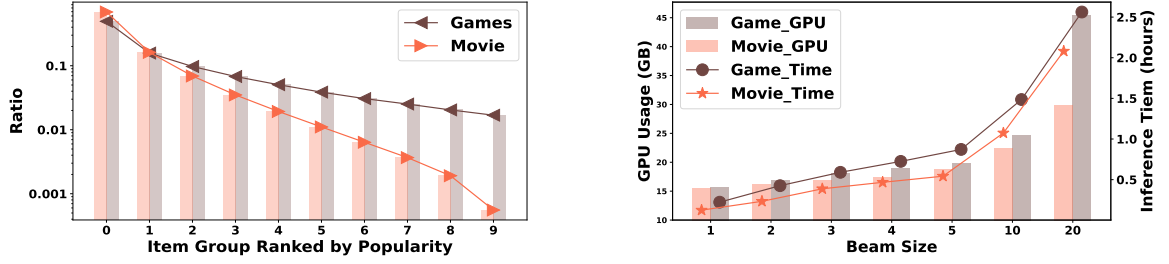 Ratio
0.1
0.01
0.001
Games
Movie
0 1 2 3 4 5 6 7 8 9
Item Group Ranked by Popularity
GPU Usage (GB)
45
40
35
30
25
20
15
10
Game_GPU
Movie_GPU
Game_Time
Movie_Time
1 2 3 4 5 10 20
Beam Size
2.5
2.0
1.5
1.0
0.5
Inference Tiem (hours)